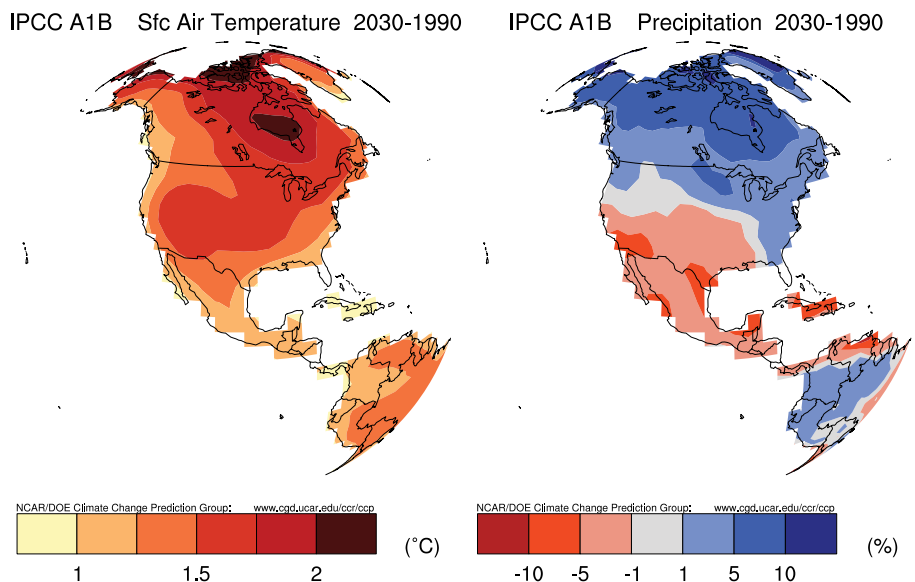 IPCC A1B Sfc Air Temperature 2030-1990
IPCC A1B Precipitation 2030-1990
NCAR/DOE Climate Change Prediction Group: www.cgd.ucar.edu/ccr/ccp
(°C)
1 1.5 2
NCAR/DOE Climate Change Prediction Group: www.cgd.ucar.edu/ccr/ccp
(%)
-10 -5 -1 1 5 10